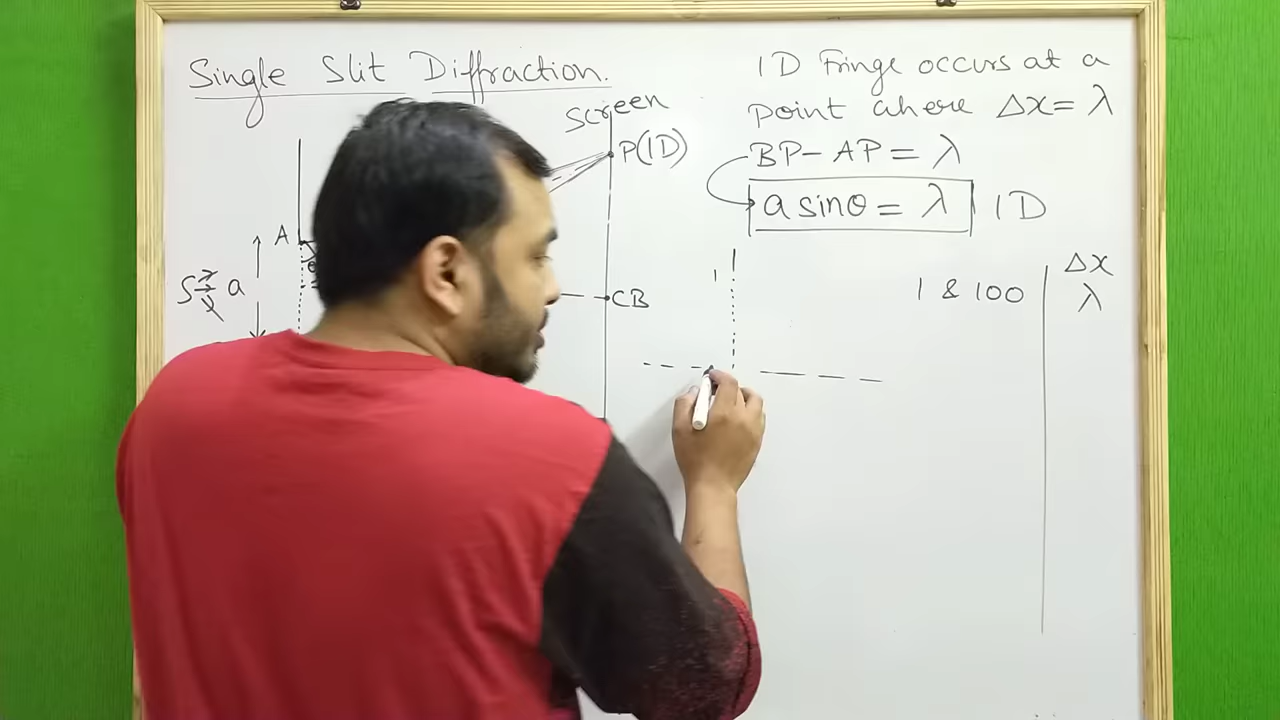 Single Slit Diffraction.
Screen
P(1D)
A
θ
a
CB
1D Fringe occurs at a
point where Δx = λ
BP - AP = λ
a sinθ = λ 1D
1
Δx
1 & 100 λ